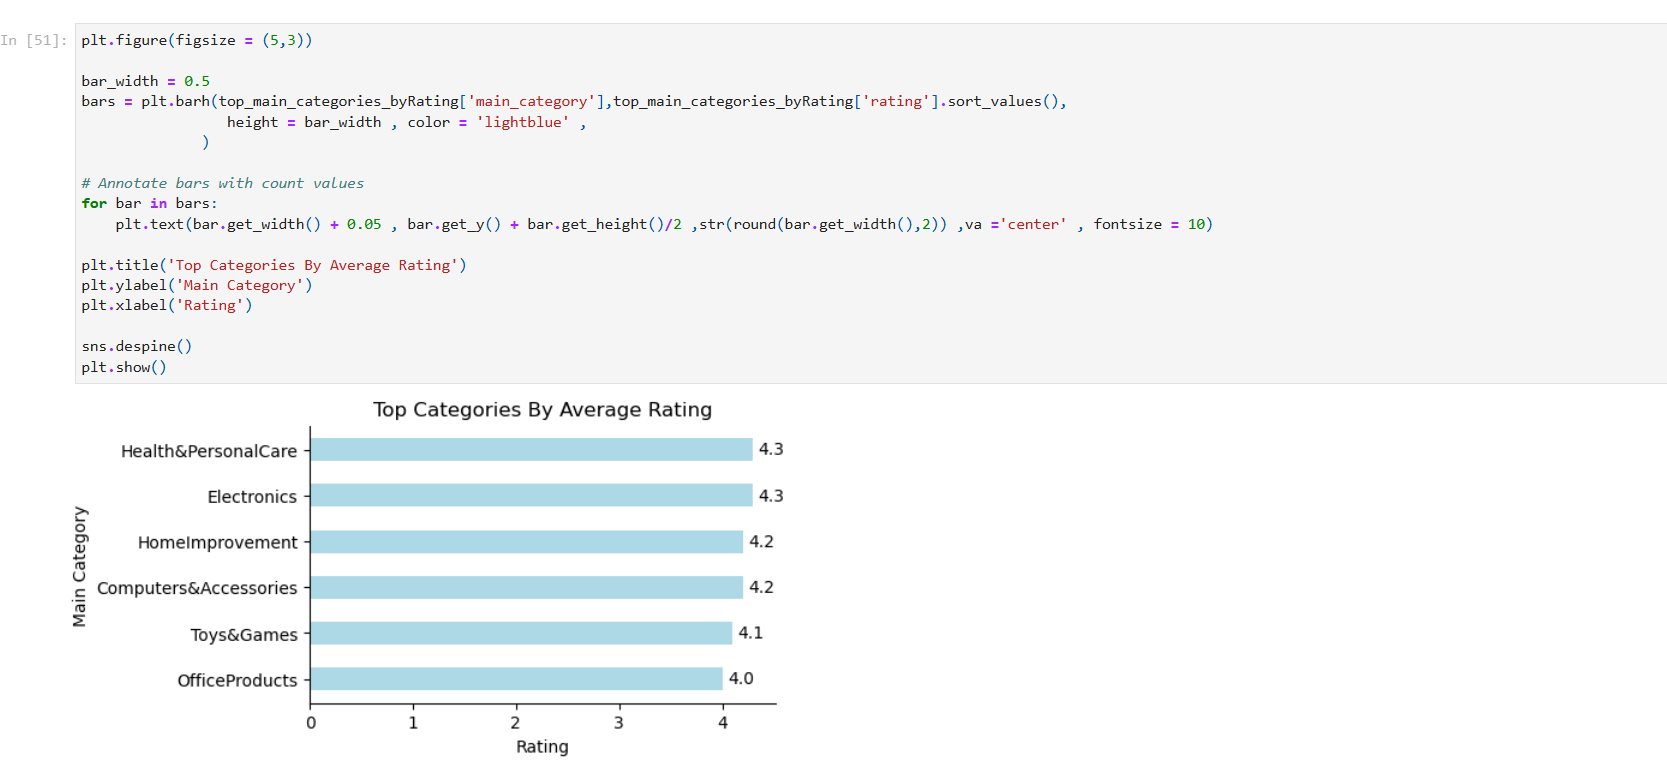 In [51]: plt.figure(figsize = (5,3))
bar_width = 0.5
bars = plt.barh(top_main_categories_byRating['main_category'],top_main_categories_byRating['rating'].sort_values(),
height = bar_width , color = 'lightblue' ,
)
# Annotate bars with count values
for bar in bars:
plt.text(bar.get_width() + 0.05 , bar.get_y() + bar.get_height()/2 ,str(round(bar.get_width(),2)) ,va ='center' , fontsize = 10)
plt.title('Top Categories By Average Rating')
plt.ylabel('Main Category')
plt.xlabel('Rating')
sns.despine()
plt.show()
Top Categories By Average Rating
Main Category
Health&PersonalCare 4.3
Electronics 4.3
HomeImprovement 4.2
Computers&Accessories 4.2
Toys&Games 4.1
OfficeProducts 4.0
0 1 2 3 4
Rating